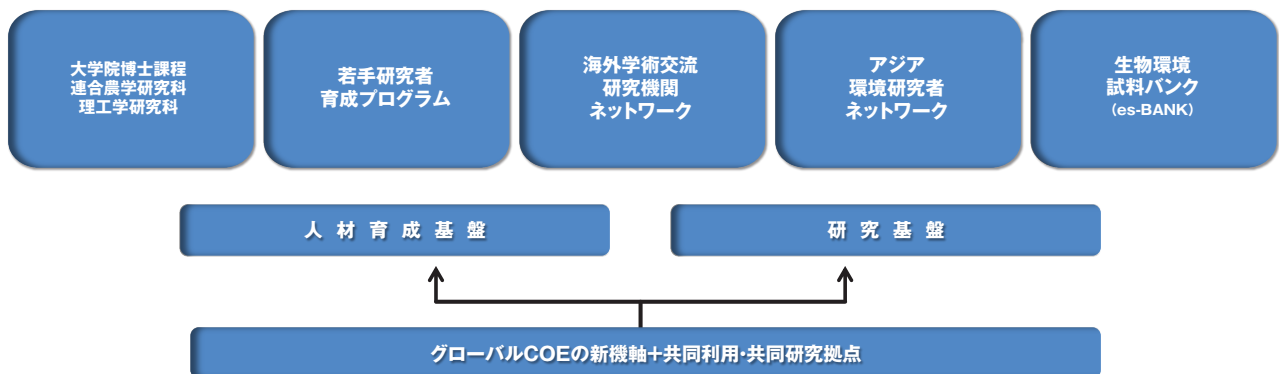 大学院博士課程
連合農学研究科
理工学研究科
若手研究者
育成プログラム
海外学術交流
研究機関
ネットワーク
アジア
環境研究者
ネットワーク
生物環境
試料バンク
(es-BANK)
人材育成基盤
研究基盤
グローバルCOEの新機軸+共同利用・共同研究拠点